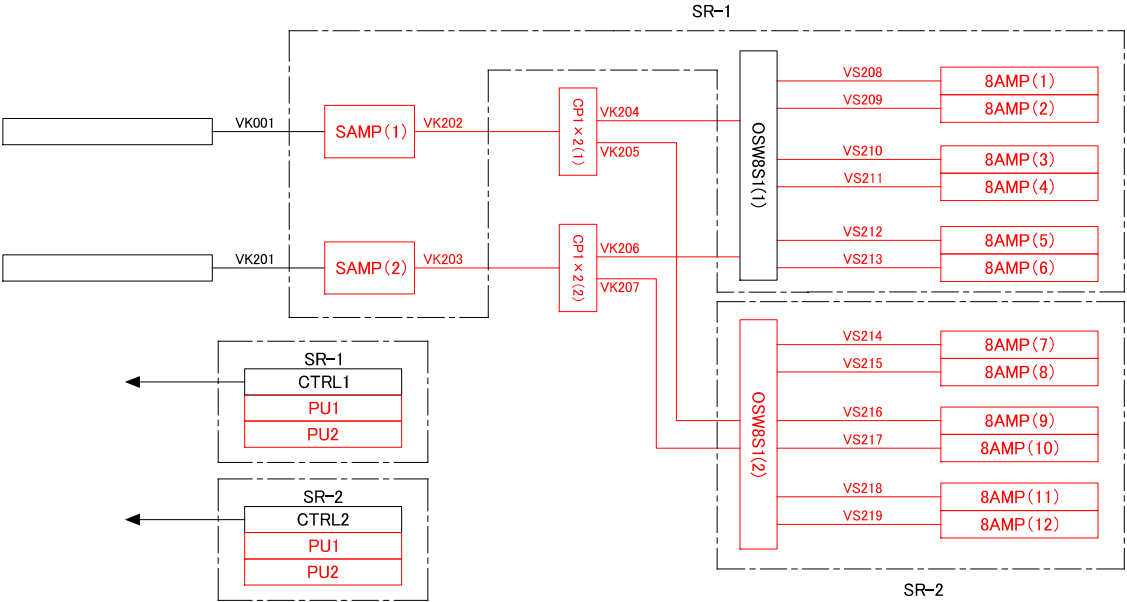 SR-1
VK001
SAMP(1)
VK202
CP1×2(1)
VK204
VK205
OSW8S1(1)
VS208
8AMP(1)
VS209
8AMP(2)
VS210
8AMP(3)
VS211
8AMP(4)
VS212
8AMP(5)
VS213
8AMP(6)
VK201
SAMP(2)
VK203
CP1×2(2)
VK206
VK207
OSW8S1(2)
VS214
8AMP(7)
VS215
8AMP(8)
VS216
8AMP(9)
VS217
8AMP(10)
VS218
8AMP(11)
VS219
8AMP(12)
SR-2
SR-1
CTRL1
PU1
PU2
SR-2
CTRL2
PU1
PU2